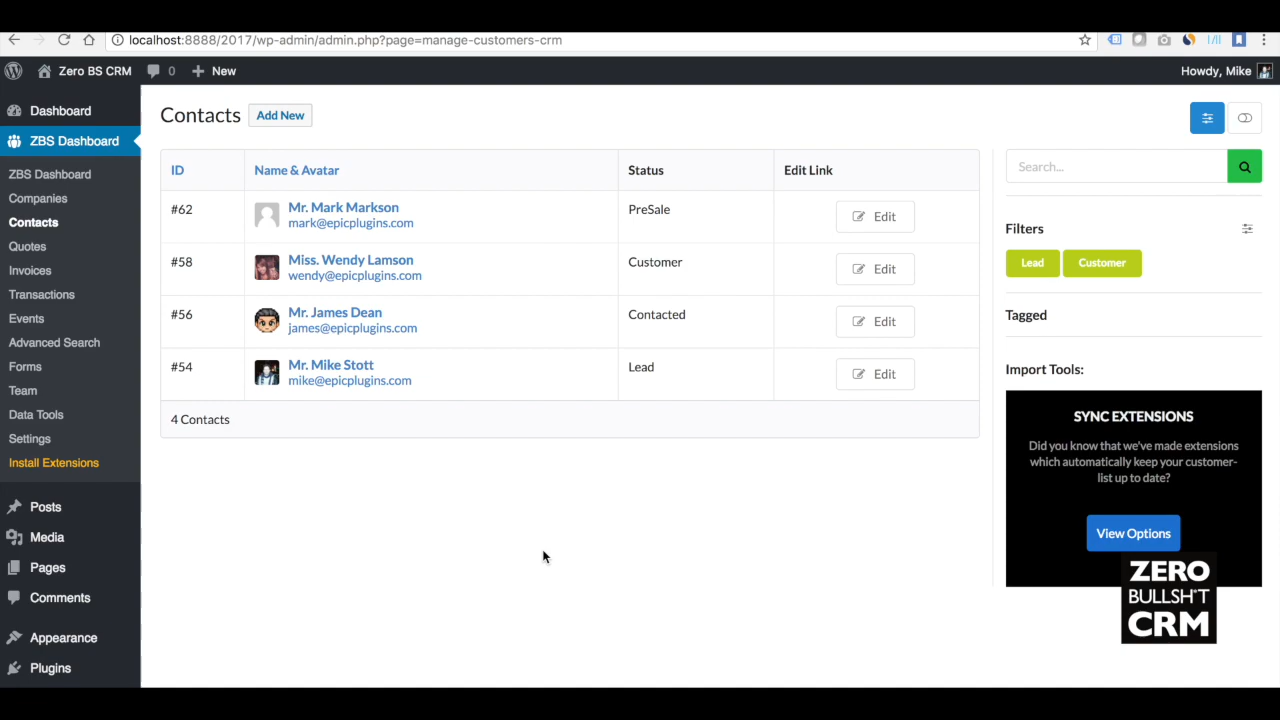 localhost:8888/2017/wp-admin/admin.php?page=manage-customers-crm
Zero BS CRM
0
New
Howdy, Mike
Dashboard
ZBS Dashboard
ZBS Dashboard
Companies
Contacts
Quotes
Invoices
Transactions
Events
Advanced Search
Forms
Team
Data Tools
Settings
Install Extensions
Posts
Media
Pages
Comments
Appearance
Plugins
Contacts
Add New
ID Name & Avatar Status Edit Link
#62 Mr. Mark Markson PreSale Edit
mark@epicplugins.com
#58 Miss. Wendy Lamson Customer Edit
wendy@epicplugins.com
#56 Mr. James Dean Contacted Edit
james@epicplugins.com
#54 Mr. Mike Stott Lead Edit
mike@epicplugins.com
4 Contacts
Search...
Filters
Lead Customer
Tagged
Import Tools:
SYNC EXTENSIONS
Did you know that we've made extensions
which automatically keep your customer-
list up to date?
View Options
ZERO
BULLSH*T
CRM